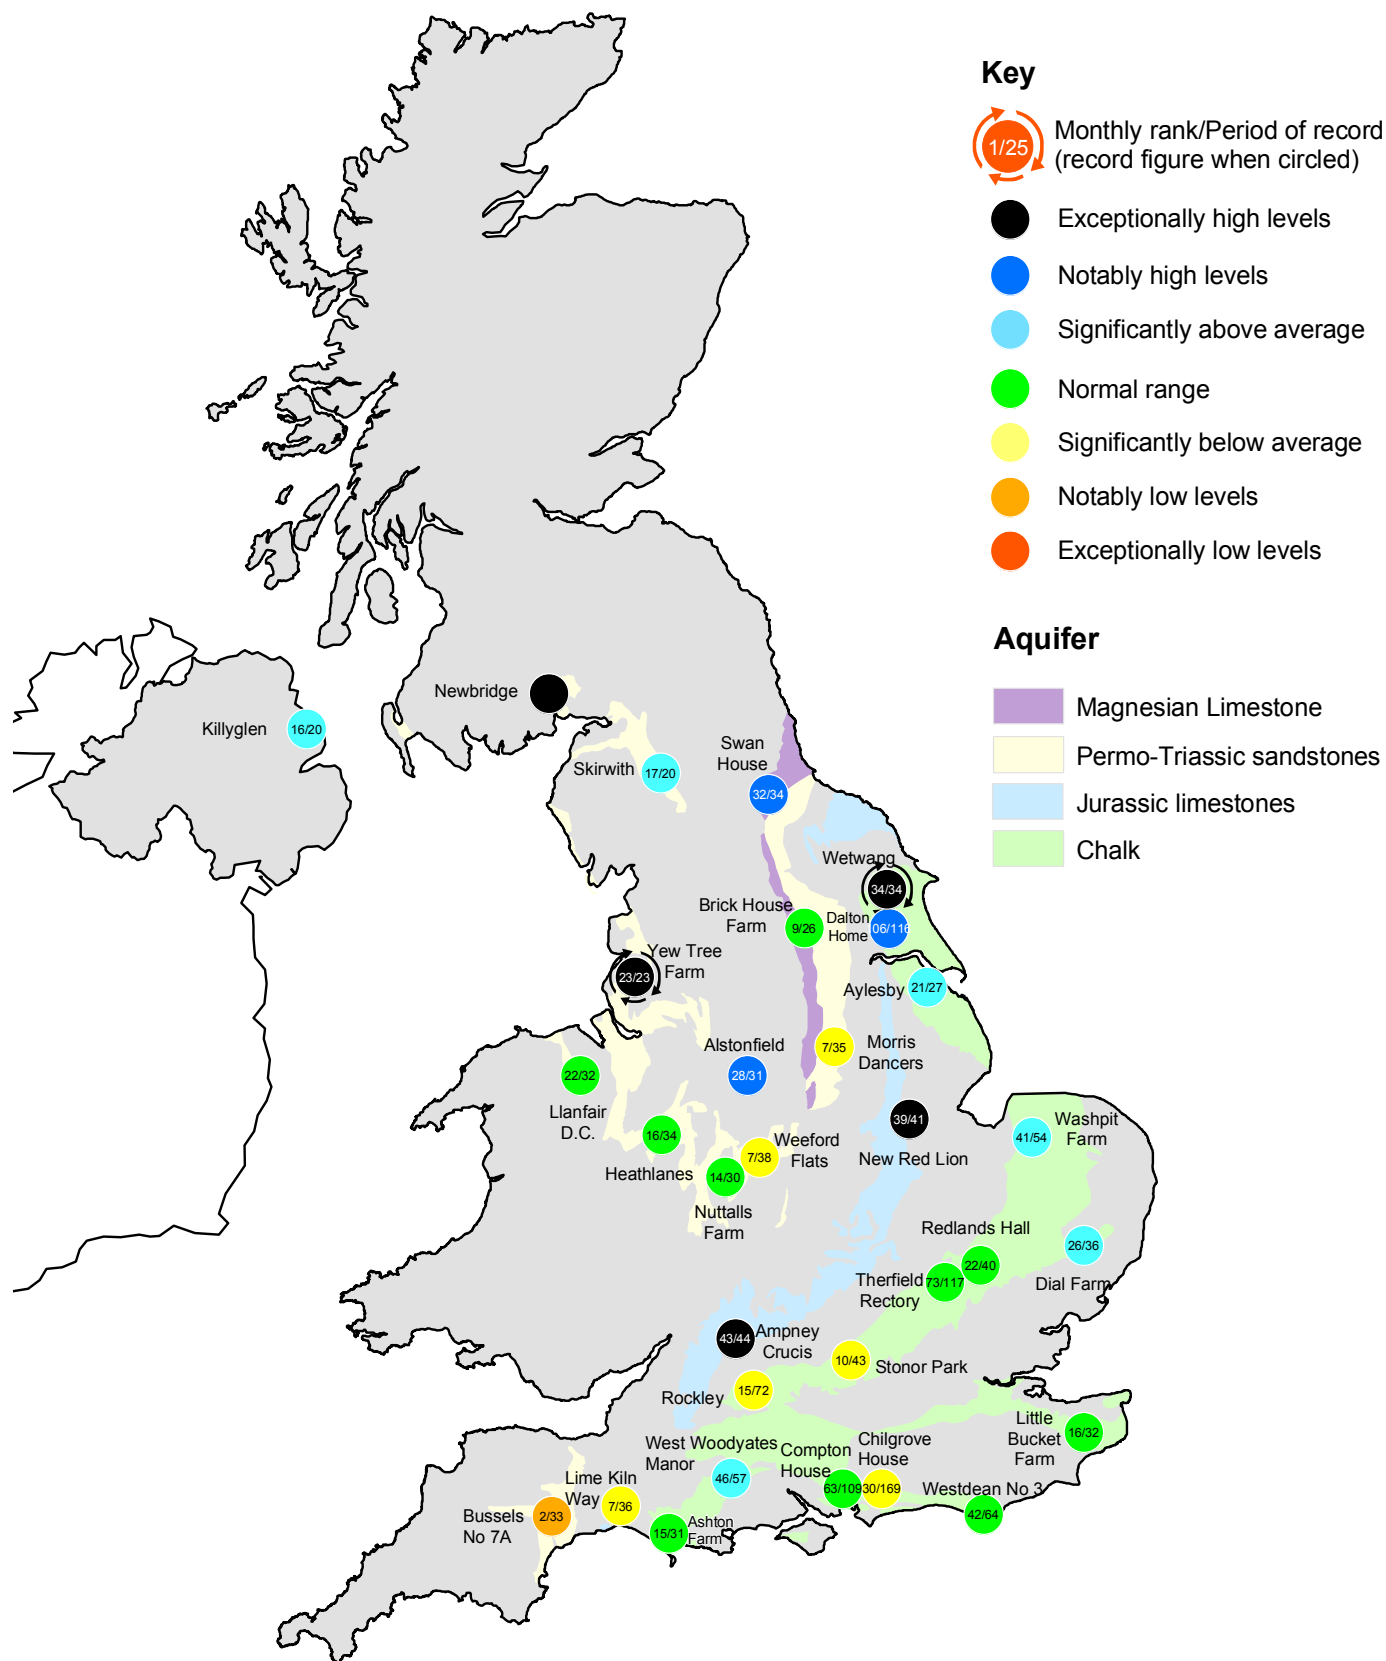 Key
1/25
Monthly rank/Period of record
(record figure when circled)
Exceptionally high levels
Notably high levels
Significantly above average
Normal range
Significantly below average
Notably low levels
Exceptionally low levels
Aquifer
Magnesian Limestone
Permo-Triassic sandstones
Jurassic limestones
Chalk
Newbridge
Killyglen
16/20
Skirwith
17/20
Swan
House
32/34
Wetwang
34/34
Brick House
Farm
9/26
Dalton
Home
06/116
Yew Tree
Farm
23/23
Aylesby
21/27
Morris
Dancers
7/35
Alstonfield
28/31
22/32
Llanfair
D.C.
39/41
New Red Lion
Washpit
Farm
41/54
16/34
Heathlanes
Weeford
Flats
7/38
14/30
Nuttalls
Farm
Redlands Hall
22/40
26/36
Dial Farm
Therfield
Rectory
73/117
43/44
Ampney
Crucis
10/43
Stonor Park
Rockley
15/72
Little
Bucket
Farm
16/32
West Woodyates
Manor
46/57
Compton
House
63/109
Chilgrove
House
30/169
Westdean No 3
42/64
Lime Kiln
Way
7/36
Bussels
No 7A
2/33
15/31
Ashton
Farm